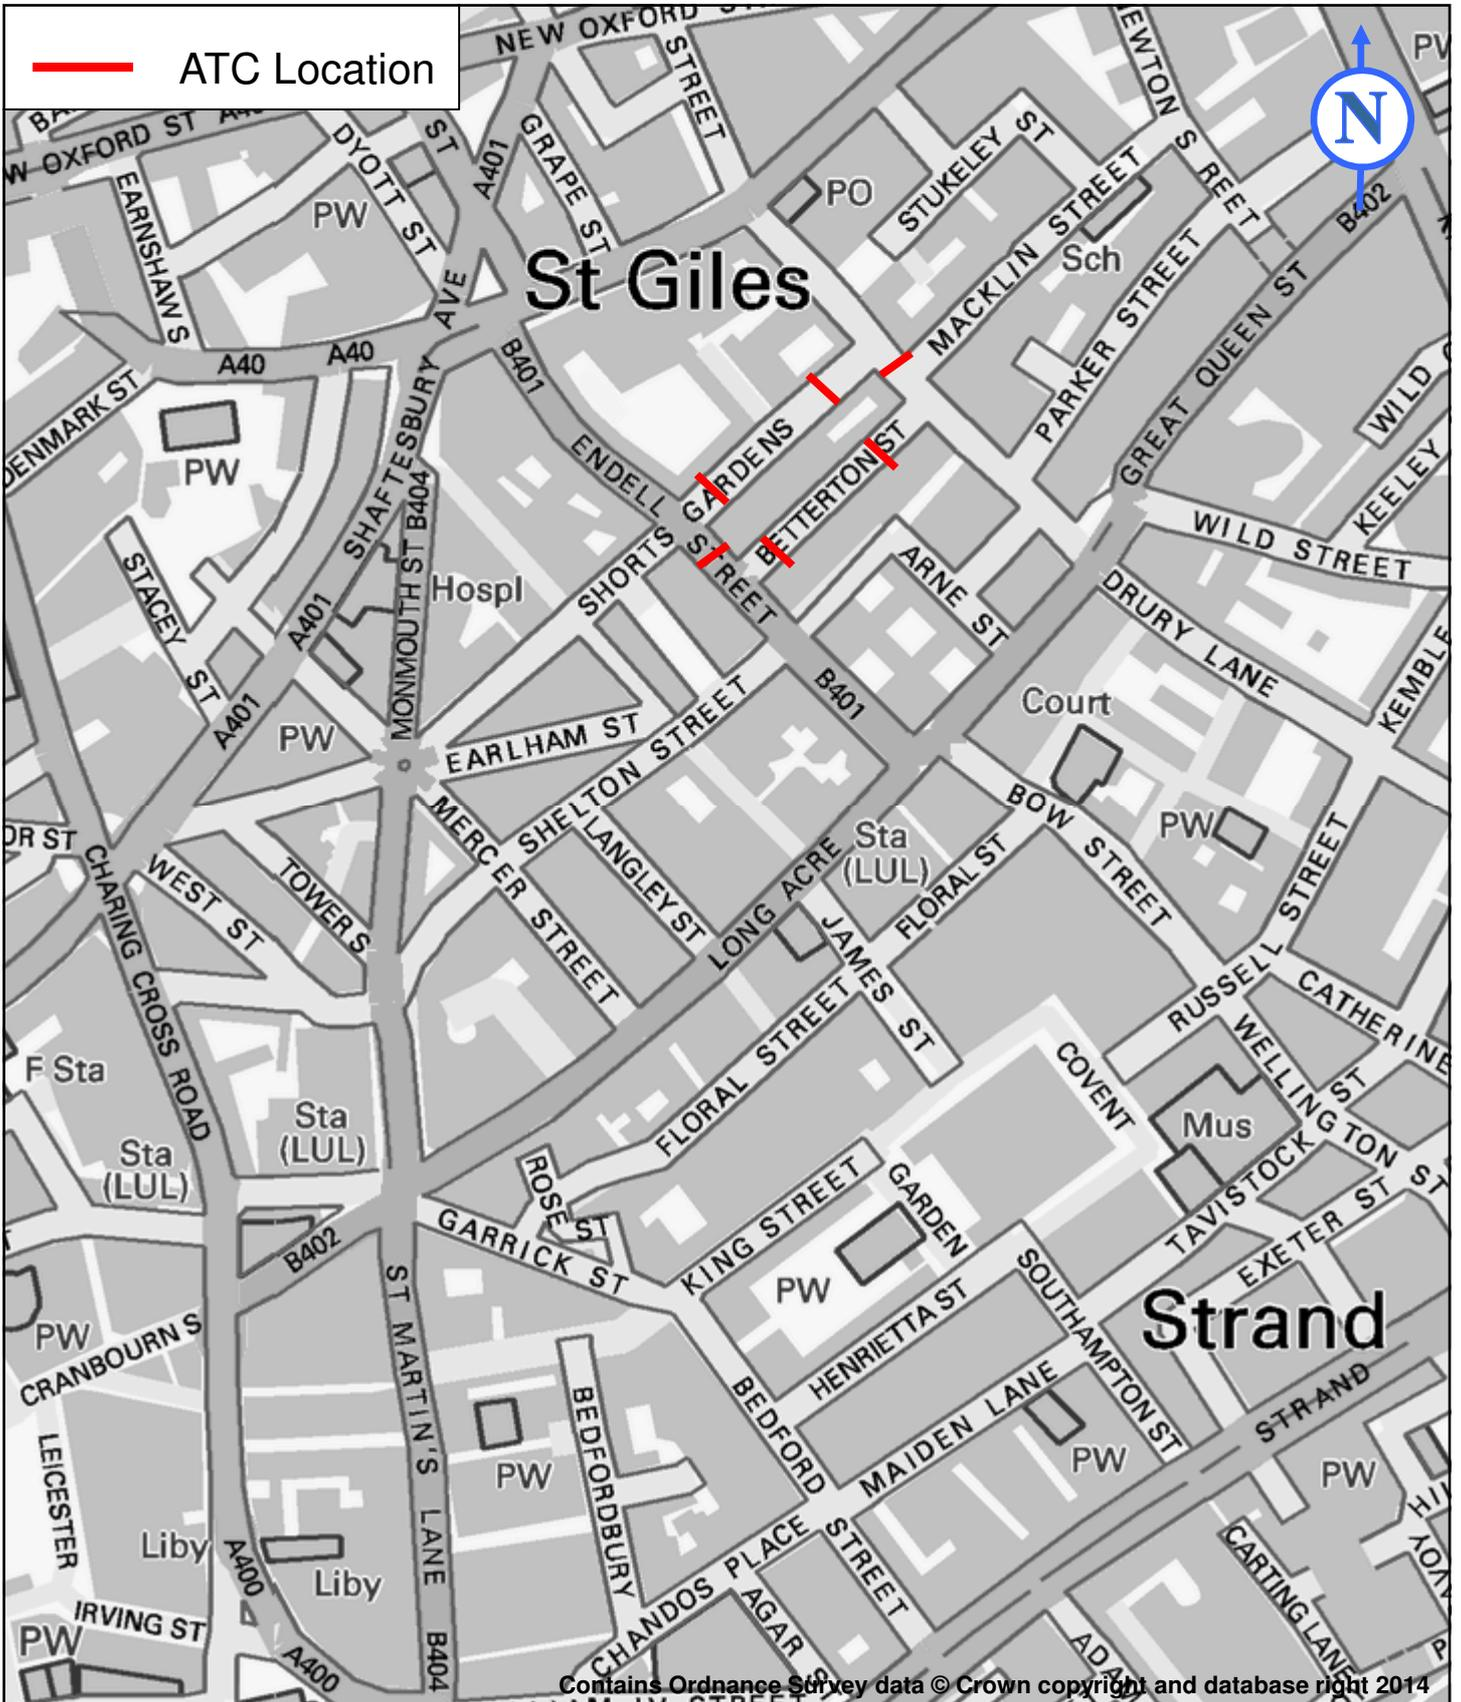 ATC Location
NEW OXFORD
STREET
NEWTON S REET
W OXFORD ST
EARNSHAW S
DYOTT ST
PW
ST
A401
GRAPE ST
PO
STUKELEY ST
MACKLIN STREET
Sch
B402
N
St Giles
AVE
A40
A40
B401
PARKER STREET
GREAT QUEEN ST
WILD
KEELEY
DENMARK ST
PW
SHAFTESBURY
ENDELL STREET
SHORTS GARDENS
BETTERTON ST
WILD STREET
MONMOUTH ST B404
STACEY ST
A401
A401
Hospl
ARNE ST
DRURY LANE
KEMBLE
B401
Court
PW
EARLHAM ST
SHELTON STREET
MERCER STREET
LANGLEY ST
LONG ACRE
Sta
(LUL)
BOW STREET
PW
OR ST
CHARING CROSS ROAD
WEST ST
TOWER S
JAMES ST
FLORAL ST
RUSSELL STREET
CATHERINE
F Sta
FLORAL STREET
WELLINGTON ST
ST
COVENT GARDEN
Mus
Sta
(LUL)
Sta
(LUL)
ROSE ST
KING STREET
TAVISTOCK
EXETER ST
B402
GARRICK ST
PW
HENRIETTA ST
SOUTHAMPTON ST
Strand
PW
CRANBOURN S
ST MARTIN'S LANE
BEDFORD STREET
MAIDEN LANE
STRAND
BEDFORDBURY
PW
PW
PW
LEICESTER
Liby
A400
Liby
CHANDOS PLACE
AGAR S
CARTING LANE
IRVING ST
PW
A400
B404
Contains Ordnance Survey data © Crown copyright and database right 2014